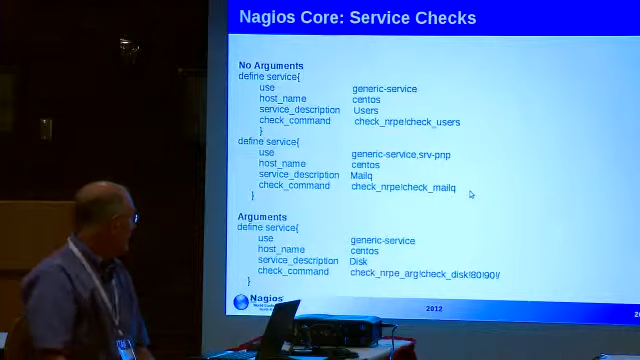 Nagios Core: Service Checks
No Arguments
define service{
use generic-service
host_name centos
service_description Users
check_command check_nrpe!check_users
}
define service{
use generic-service,srv-pnp
host_name centos
service_description Mailq
check_command check_nrpe!check_mailq
}
Arguments
define service{
use generic-service
host_name centos
service_description Disk
check_command check_nrpe_arg!check_disk!80!90!/
}
Nagios
2012